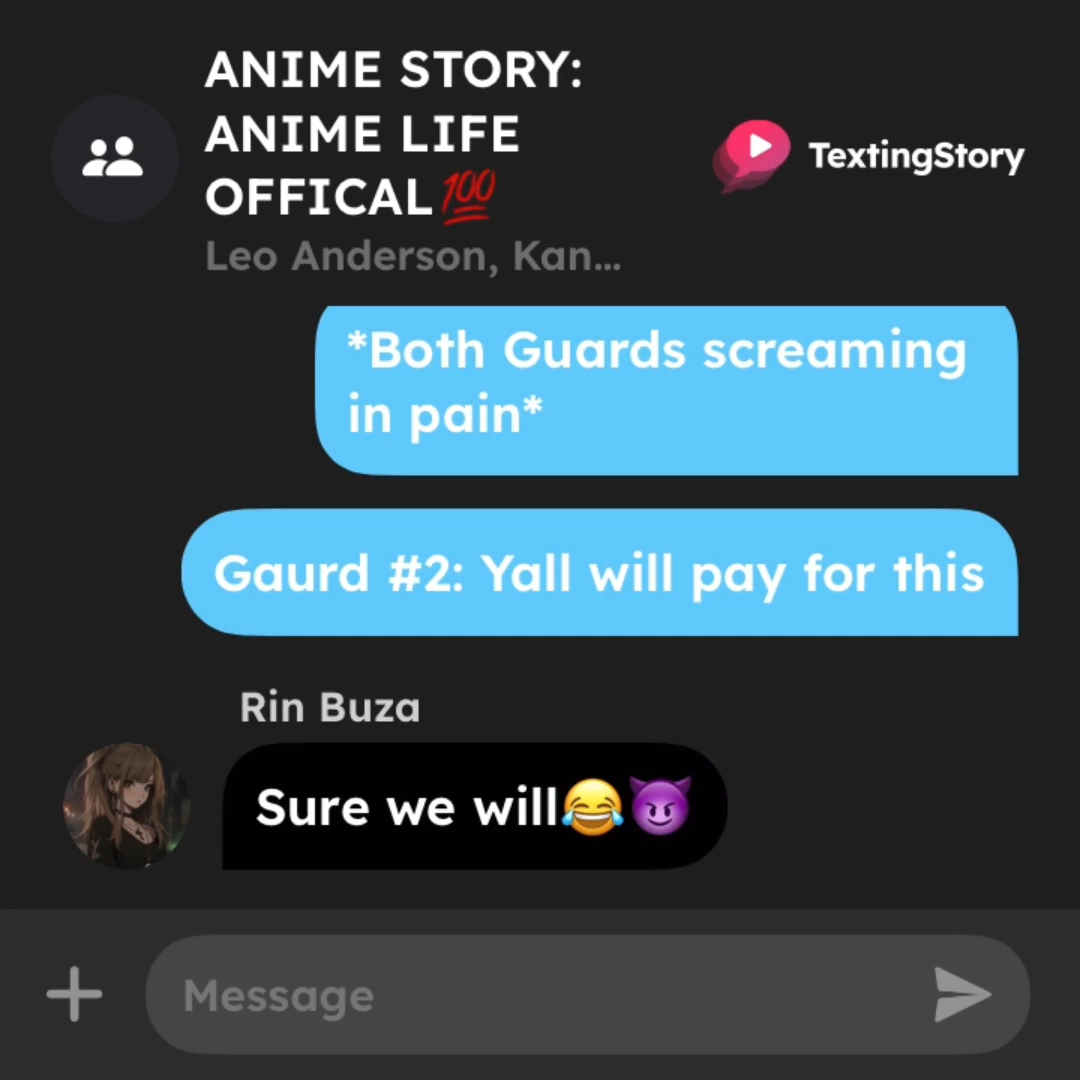 ANIME STORY:
ANIME LIFE
OFFICAL💯
TextingStory
Leo Anderson, Kan...
*Both Guards screaming
in pain*
Gaurd #2: Yall will pay for this
Rin Buza
Sure we will😂😈
Message